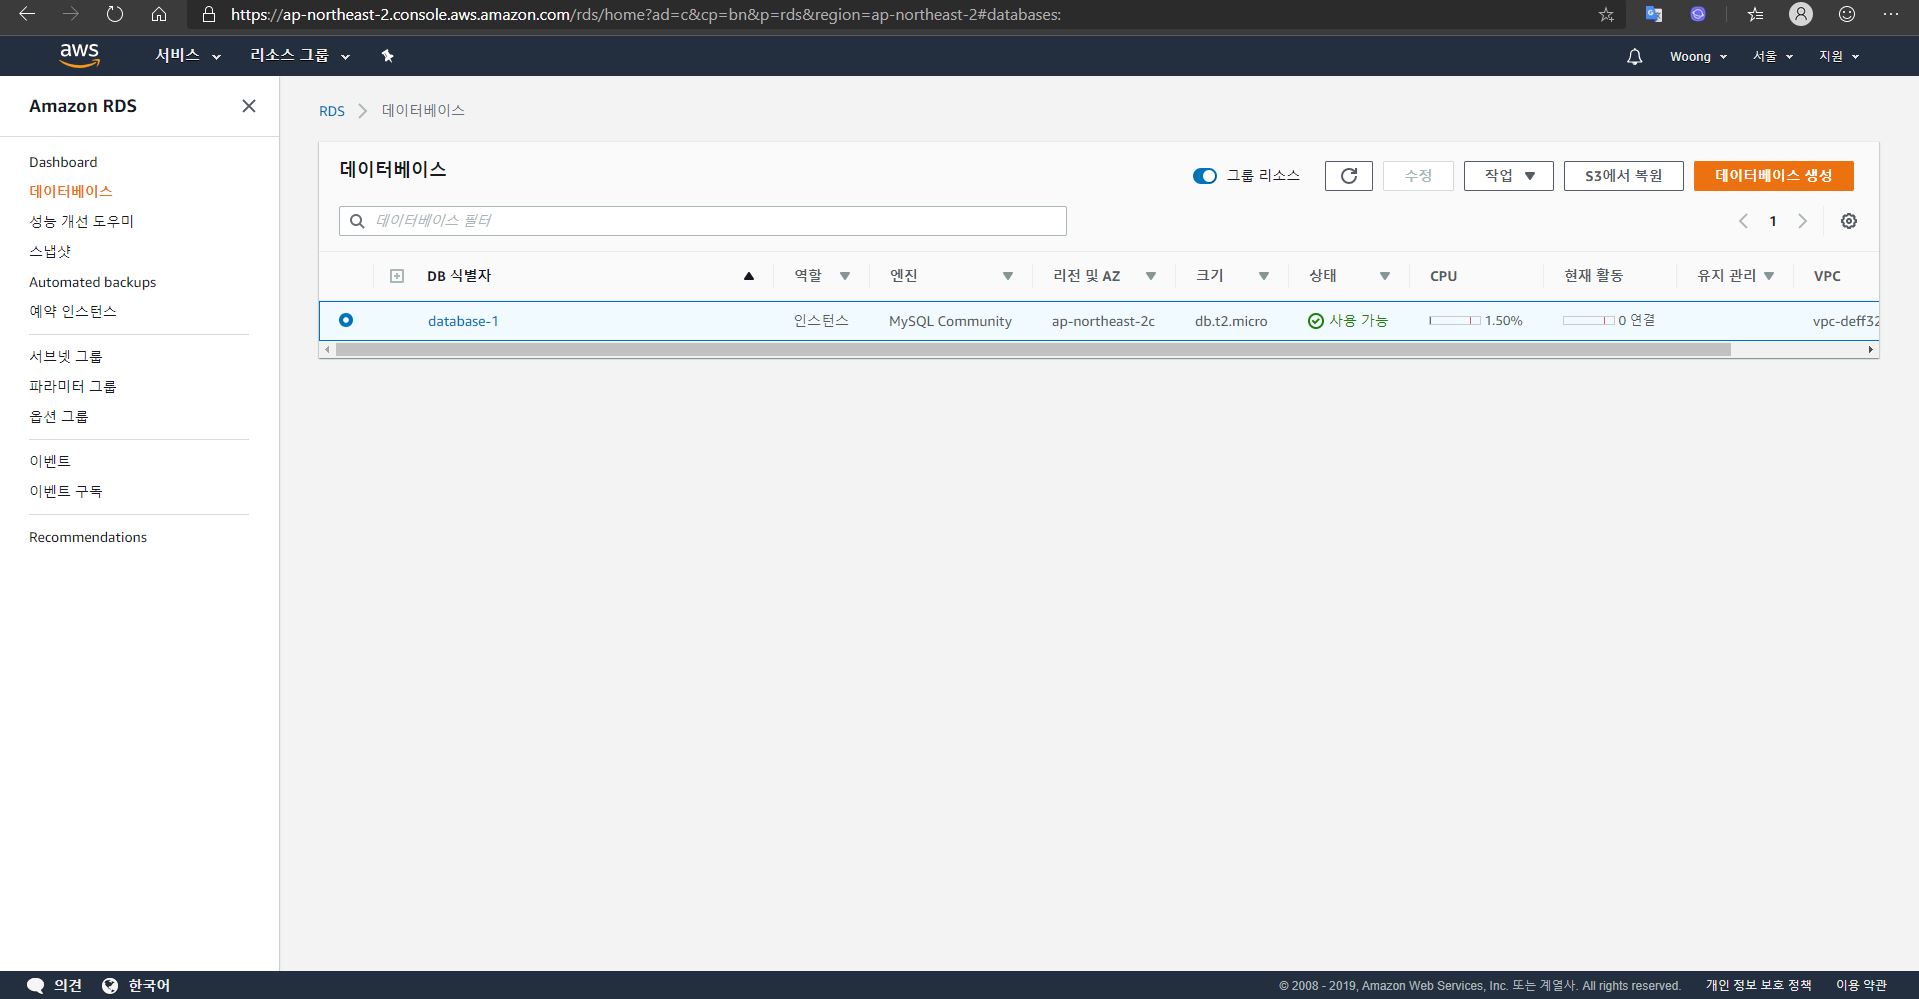 https://ap-northeast-2.console.aws.amazon.com/rds/home?ad=c&cp=bn&p=rds&region=ap-northeast-2#databases:
aws 서비스 리소스 그룹 Woong 서울 지원
Amazon RDS
Dashboard
데이터베이스
성능 개선 도우미
스냅샷
Automated backups
예약 인스턴스
서브넷 그룹
파라미터 그룹
옵션 그룹
이벤트
이벤트 구독
Recommendations
RDS 데이터베이스
데이터베이스
그룹 리소스 수정 작업 S3에서 복원 데이터베이스 생성
데이터베이스 필터 1
DB 식별자 역할 엔진 리전 및 AZ 크기 상태 CPU 현재 활동 유지 관리 VPC
database-1 인스턴스 MySQL Community ap-northeast-2c db.t2.micro 사용 가능 1.50% 0 연결 vpc-deff32
의견 한국어 © 2008 - 2019, Amazon Web Services, Inc. 또는 계열사. All rights reserved. 개인 정보 보호 정책 이용 약관